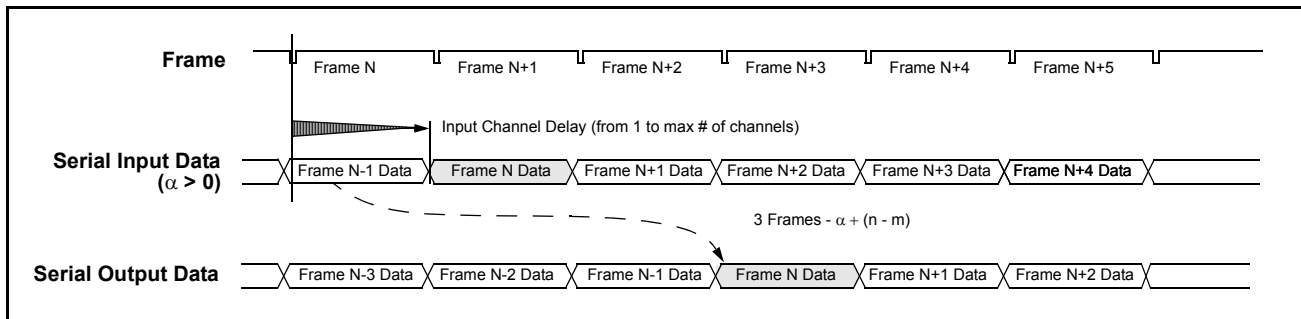 Frame
Frame N Frame N+1 Frame N+2 Frame N+3 Frame N+4 Frame N+5
Input Channel Delay (from 1 to max # of channels)
Serial Input Data
(α > 0)
Frame N-1 Data Frame N Data Frame N+1 Data Frame N+2 Data Frame N+3 Data Frame N+4 Data
3 Frames - α + (n - m)
Serial Output Data
Frame N-3 Data Frame N-2 Data Frame N-1 Data Frame N Data Frame N+1 Data Frame N+2 Data